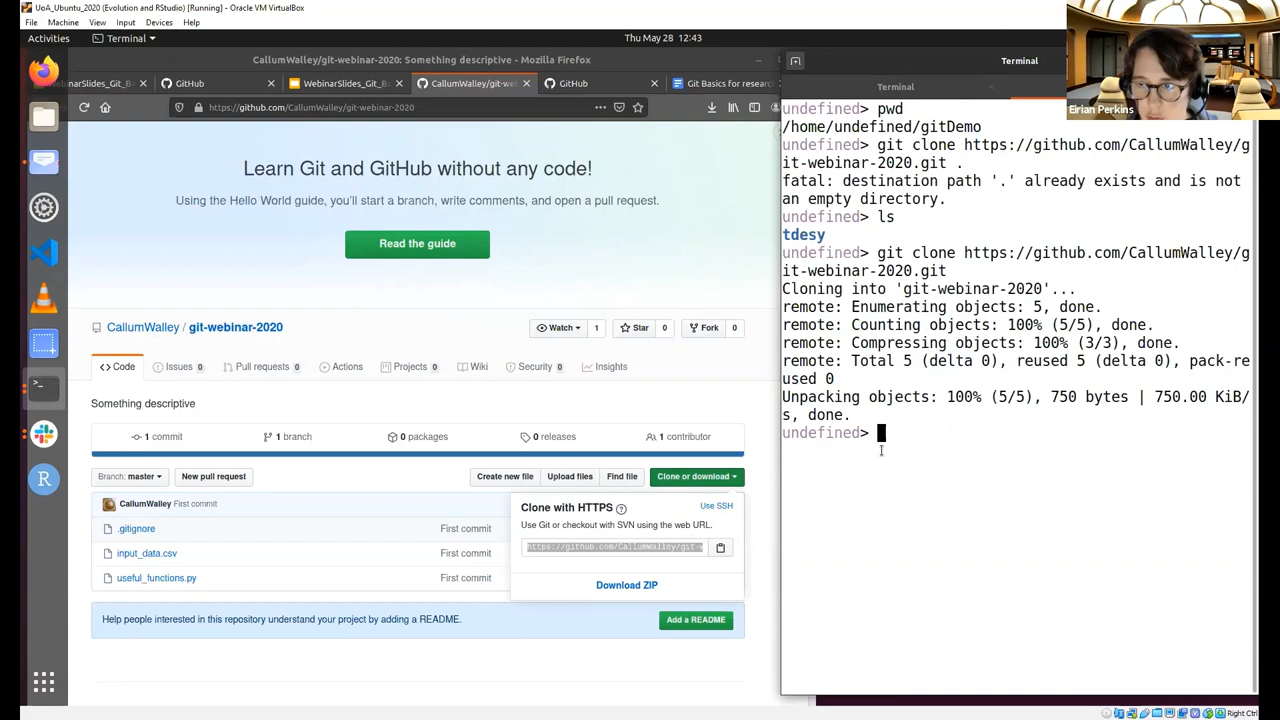 UoA_Ubuntu_2020 (Evolution and RStudio) [Running] - Oracle VM VirtualBox
File Machine View Input Devices Help
Activities Terminal Thu May 28 12:43
CallumWalley/git-webinar-2020: Something descriptive - Mozilla Firefox
ebinarSlides_Git_B
GitHub
WebinarSlides_Git_Ba
CallumWalley/git-we
GitHub
Git Basics for resear
https://github.com/CallumWalley/git-webinar-2020
Learn Git and GitHub without any code!
Using the Hello World guide, you'll start a branch, write comments, and open a pull request.
Read the guide
CallumWalley / git-webinar-2020
Watch 1 Star 0 Fork 0
Code Issues 0 Pull requests 0 Actions Projects 0 Wiki Security 0 Insights
Something descriptive
1 commit 1 branch 0 packages 0 releases 1 contributor
Branch: master New pull request Create new file Upload files Find file Clone or download
CallumWalley First commit
.gitignore First commit
input_data.csv First commit
useful_functions.py First commit
Clone with HTTPS ?
Use SSH
Use Git or checkout with SVN using the web URL.
https://github.com/CallumWalley/git-w
Download ZIP
Help people interested in this repository understand your project by adding a README.
Add a README
Terminal
Terminal
Eirian Perkins
undefined> pwd
/home/undefined/gitDemo
undefined> git clone https://github.com/CallumWalley/g
it-webinar-2020.git .
fatal: destination path '.' already exists and is not
an empty directory.
undefined> ls
tdesy
undefined> git clone https://github.com/CallumWalley/g
it-webinar-2020.git
Cloning into 'git-webinar-2020'...
remote: Enumerating objects: 5, done.
remote: Counting objects: 100% (5/5), done.
remote: Compressing objects: 100% (3/3), done.
remote: Total 5 (delta 0), reused 5 (delta 0), pack-re
used 0
Unpacking objects: 100% (5/5), 750 bytes | 750.00 KiB/
s, done.
undefined>
Right Ctrl